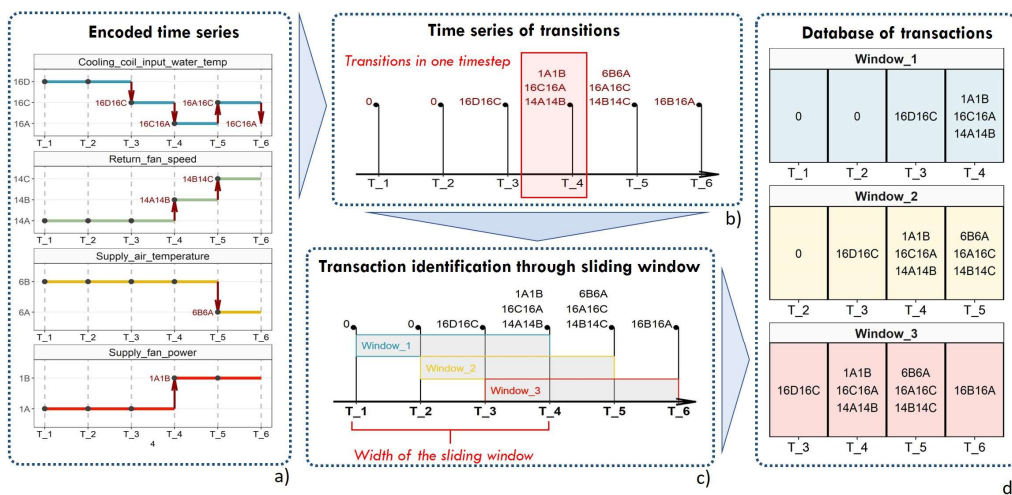 Encoded time series
Cooling_coil_input_water_temp
16D
16C
16A
16D16C
16C16A
16A16C
16C16A
T_1 T_2 T_3 T_4 T_5 T_6
Return_fan_speed
14C
14B
14A
14B14C
14A14B
T_1 T_2 T_3 T_4 T_5 T_6
Supply_air_temperature
6B
6A
6B6A
T_1 T_2 T_3 T_4 T_5 T_6
Supply_fan_power
1B
1A
1A1B
T_1 T_2 T_3 T_4 T_5 T_6
4
a)
Time series of transitions
Transitions in one timestep
1A1B 6B6A
16C16A 16A16C
0 0 16D16C 14A14B 14B14C 16B16A
T_1 T_2 T_3 T_4 T_5 T_6
b)
Transaction identification through sliding window
1A1B 6B6A
16C16A 16A16C
0 0 16D16C 14A14B 14B14C 16B16A
Window_1
Window_2
Window_3
T_1 T_2 T_3 T_4 T_5 T_6
Width of the sliding window
c)
Database of transactions
Window_1
0 0 16D16C 1A1B
16C16A
14A14B
T_1 T_2 T_3 T_4
Window_2
0 16D16C 1A1B 6B6A
16C16A 16A16C
14A14B 14B14C
T_2 T_3 T_4 T_5
Window_3
16D16C 1A1B 6B6A 16B16A
16C16A 16A16C
14A14B 14B14C
T_3 T_4 T_5 T_6
d